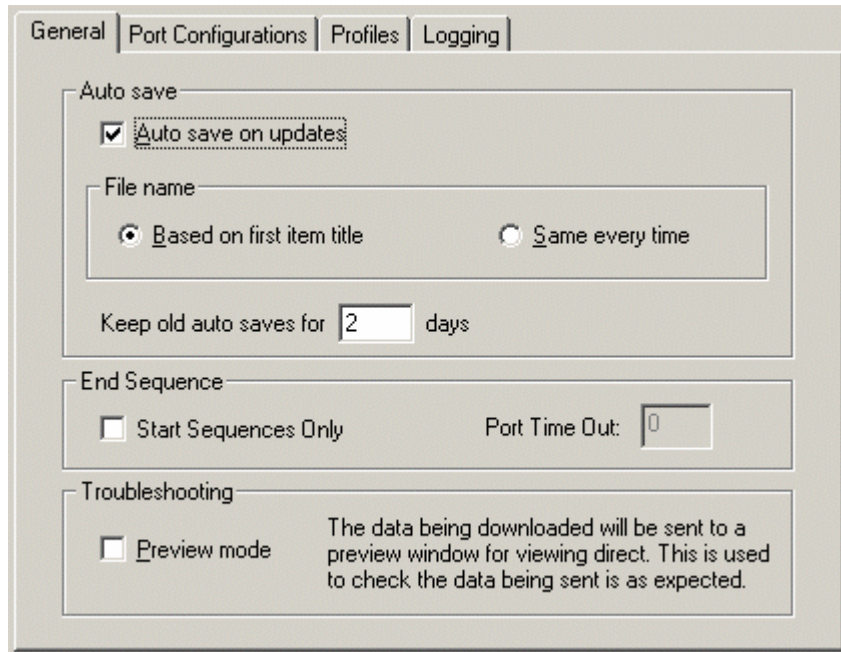 General Port Configurations Profiles Logging
Auto save
Auto save on updates
File name
Based on first item title Same every time
Keep old auto saves for 2 days
End Sequence
Start Sequences Only Port Time Out: 0
Troubleshooting
Preview mode
The data being downloaded will be sent to a
preview window for viewing direct. This is used
to check the data being sent is as expected.